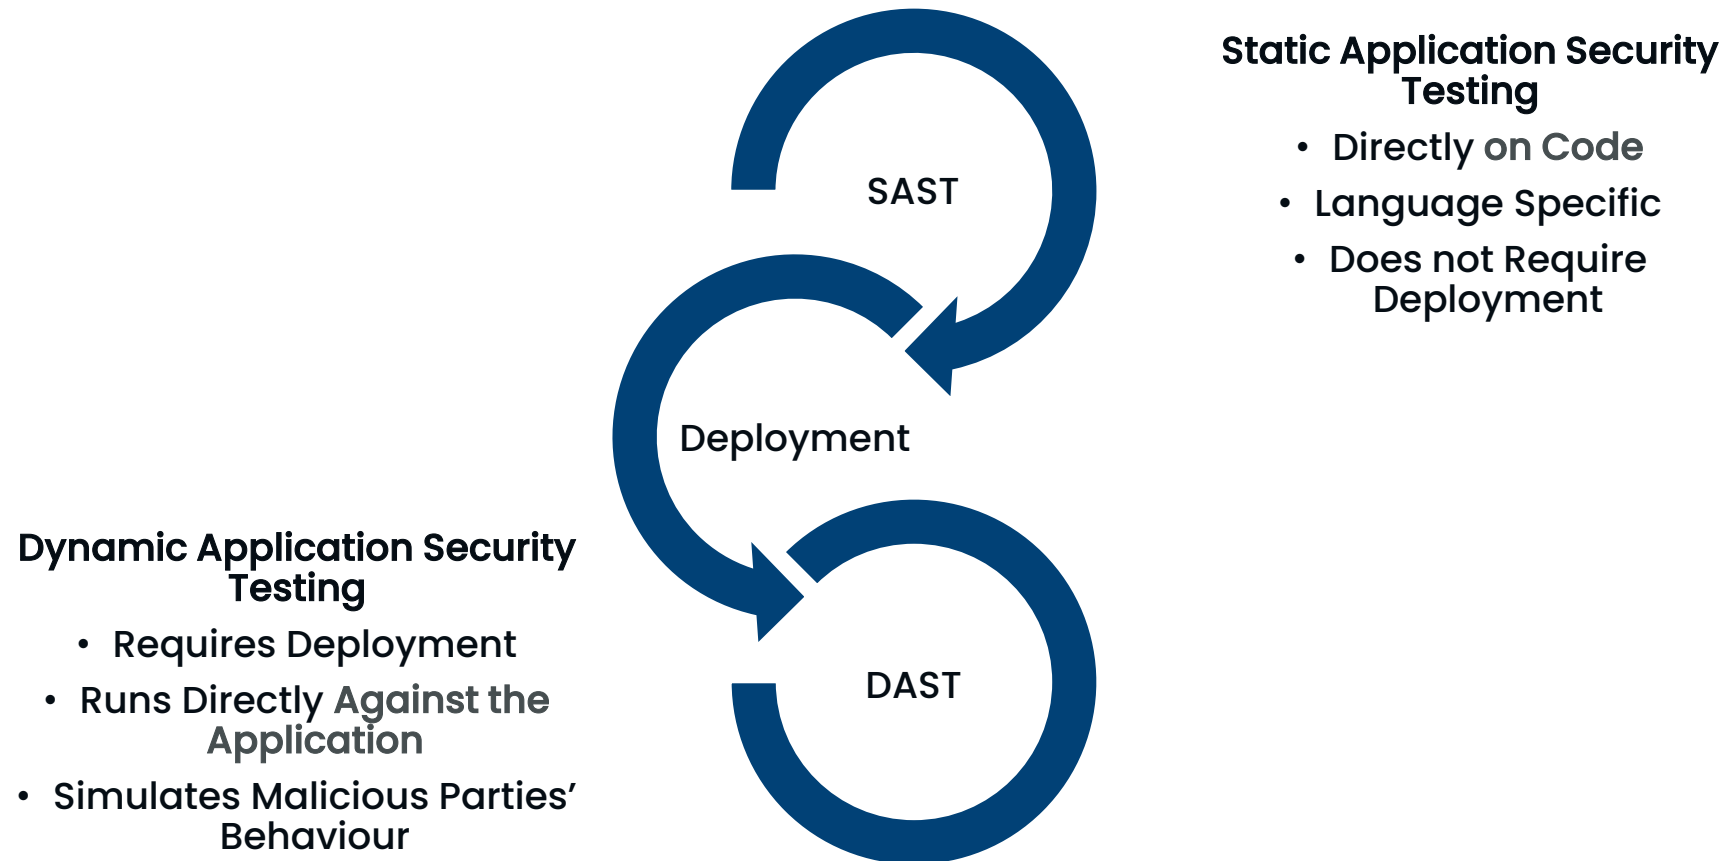 Static Application Security
Testing
• Directly on Code
• Language Specific
• Does not Require
Deployment
SAST
Deployment
DAST
Dynamic Application Security
Testing
• Requires Deployment
• Runs Directly Against the
Application
• Simulates Malicious Parties’
Behaviour